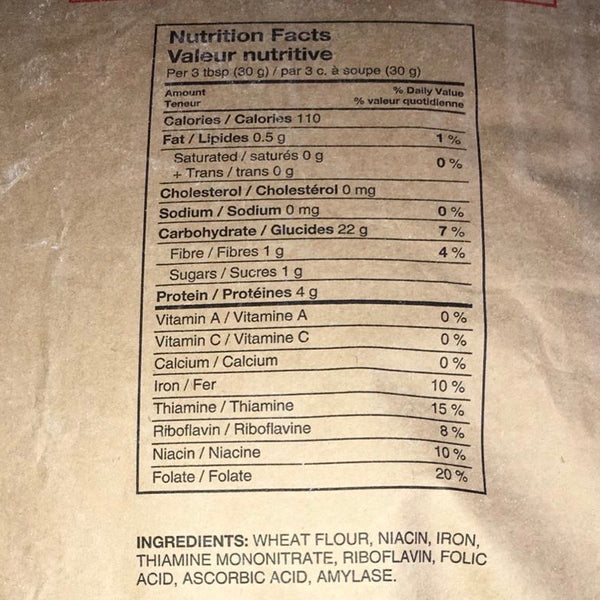 Nutrition Facts
Valeur nutritive
Per 3 tbsp (30 g) / par 3 c. à soupe (30 g)
Amount % Daily Value
Teneur % valeur quotidienne
Calories / Calories 110
Fat / Lipides 0.5 g 1 %
Saturated / saturés 0 g 0 %
+ Trans / trans 0 g
Cholesterol / Cholestérol 0 mg
Sodium / Sodium 0 mg 0 %
Carbohydrate / Glucides 22 g 7 %
Fibre / Fibres 1 g 4 %
Sugars / Sucres 1 g
Protein / Protéines 4 g
Vitamin A / Vitamine A 0 %
Vitamin C / Vitamine C 0 %
Calcium / Calcium 0 %
Iron / Fer 10 %
Thiamine / Thiamine 15 %
Riboflavin / Riboflavine 8 %
Niacin / Niacine 10 %
Folate / Folate 20 %
INGREDIENTS: WHEAT FLOUR, NIACIN, IRON,
THIAMINE MONONITRATE, RIBOFLAVIN, FOLIC
ACID, ASCORBIC ACID, AMYLASE.